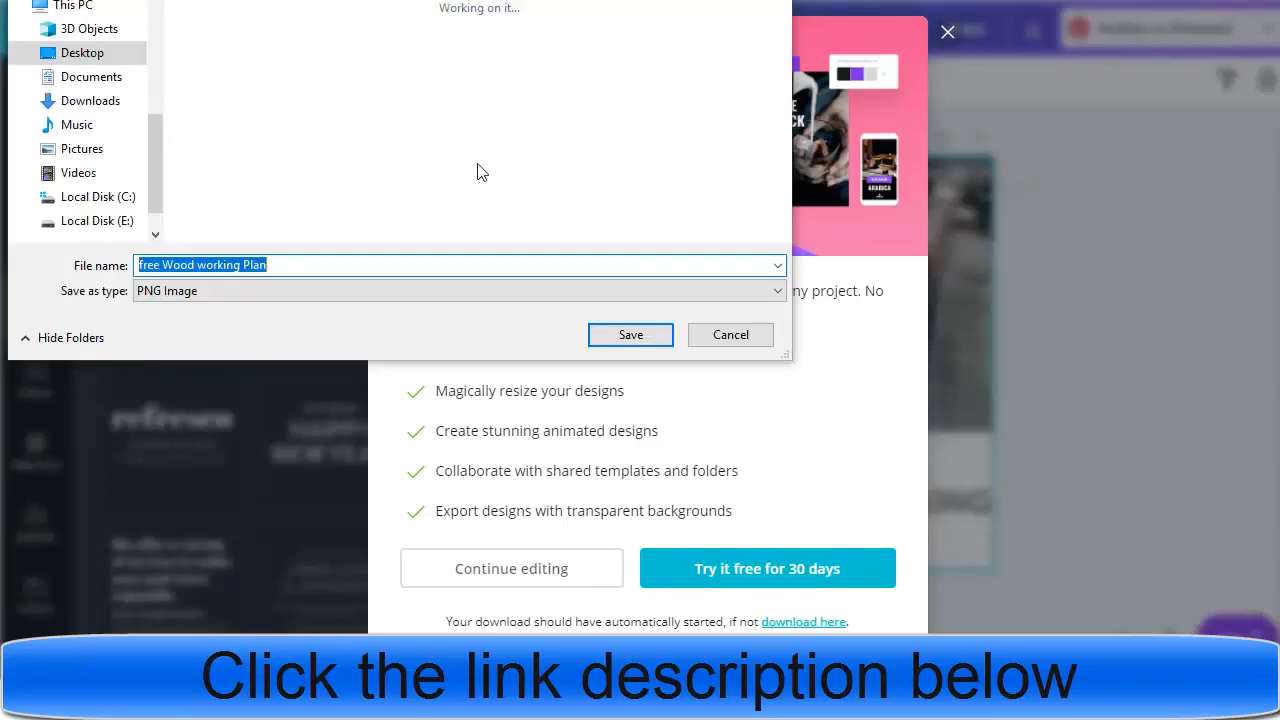 This PC
Working on it...
3D Objects
Desktop
Documents
Downloads
Music
Pictures
Videos
Local Disk (C:)
Local Disk (E:)
ARABICA
File name: free Wood working Plan
Save as type: PNG Image
ny project. No
Save
Cancel
Hide Folders
Magically resize your designs
Create stunning animated designs
Collaborate with shared templates and folders
Export designs with transparent backgrounds
Continue editing
Try it free for 30 days
Your download should have automatically started, if not download here.
Click the link description below